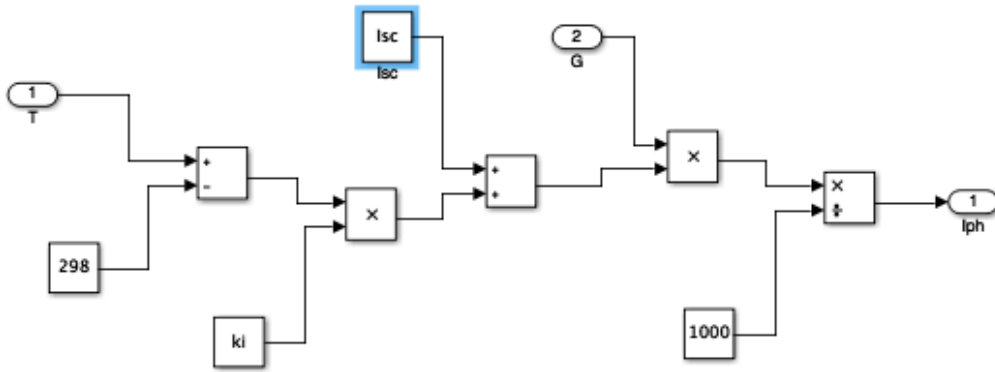 Isc
Isc
2
G
1
T
+
−
298
×
ki
+
+
×
×
÷
1000
1
Iph